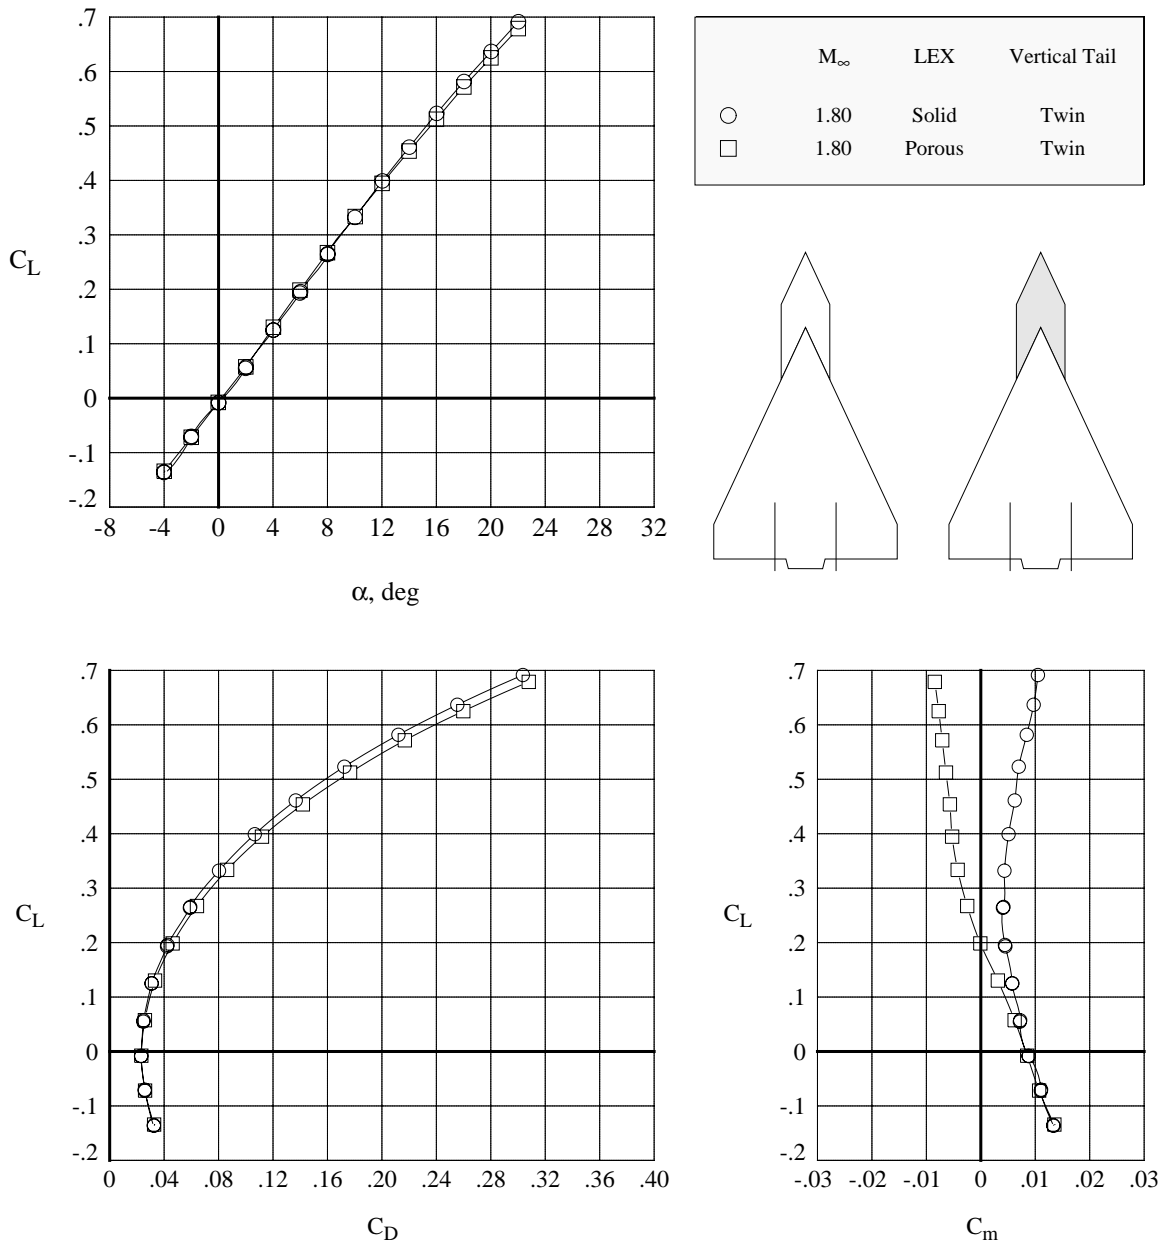 .7
.6
.5
.4
.3
.2
.1
0
-.1
-.2
C_L
-8 -4 0 4 8 12 16 20 24 28 32
α, deg
M∞ LEX Vertical Tail
1.80 Solid Twin
1.80 Porous Twin
.7
.6
.5
.4
.3
.2
.1
0
-.1
-.2
C_L
0 .04 .08 .12 .16 .20 .24 .28 .32 .36 .40
C_D
.7
.6
.5
.4
.3
.2
.1
0
-.1
-.2
C_L
-.03 -.02 -.01 0 .01 .02 .03
C_m